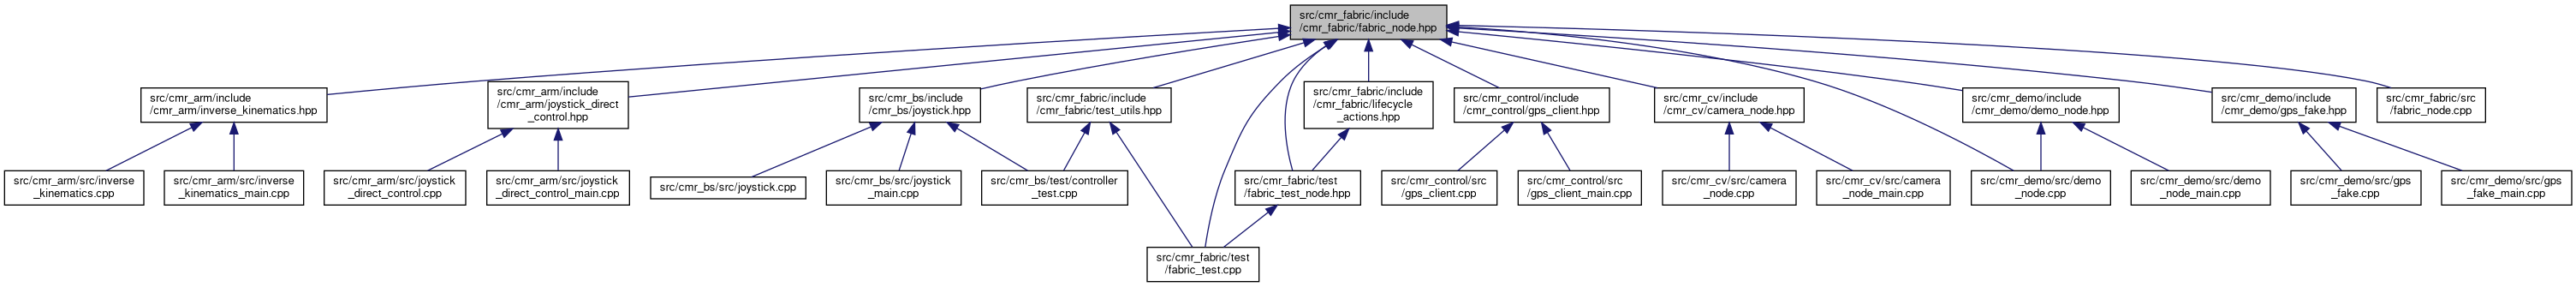 src/cmr_fabric/include
/cmr_fabric/fabric_node.hpp
src/cmr_arm/include
/cmr_arm/inverse_kinematics.hpp
src/cmr_arm/include
/cmr_arm/joystick_direct
_control.hpp
src/cmr_bs/include
/cmr_bs/joystick.hpp
src/cmr_fabric/include
/cmr_fabric/test_utils.hpp
src/cmr_fabric/include
/cmr_fabric/lifecycle
_actions.hpp
src/cmr_control/include
/cmr_control/gps_client.hpp
src/cmr_cv/include
/cmr_cv/camera_node.hpp
src/cmr_demo/include
/cmr_demo/demo_node.hpp
src/cmr_demo/include
/cmr_demo/gps_fake.hpp
src/cmr_fabric/src
/fabric_node.cpp
src/cmr_arm/src/inverse
_kinematics.cpp
src/cmr_arm/src/inverse
_kinematics_main.cpp
src/cmr_arm/src/joystick
_direct_control.cpp
src/cmr_arm/src/joystick
_direct_control_main.cpp
src/cmr_bs/src/joystick.cpp
src/cmr_bs/src/joystick
_main.cpp
src/cmr_bs/test/controller
_test.cpp
src/cmr_fabric/test
/fabric_test_node.hpp
src/cmr_control/src
/gps_client.cpp
src/cmr_control/src
/gps_client_main.cpp
src/cmr_cv/src/camera
_node.cpp
src/cmr_cv/src/camera
_node_main.cpp
src/cmr_demo/src/demo
_node.cpp
src/cmr_demo/src/demo
_node_main.cpp
src/cmr_demo/src/gps
_fake.cpp
src/cmr_demo/src/gps
_fake_main.cpp
src/cmr_fabric/test
/fabric_test.cpp